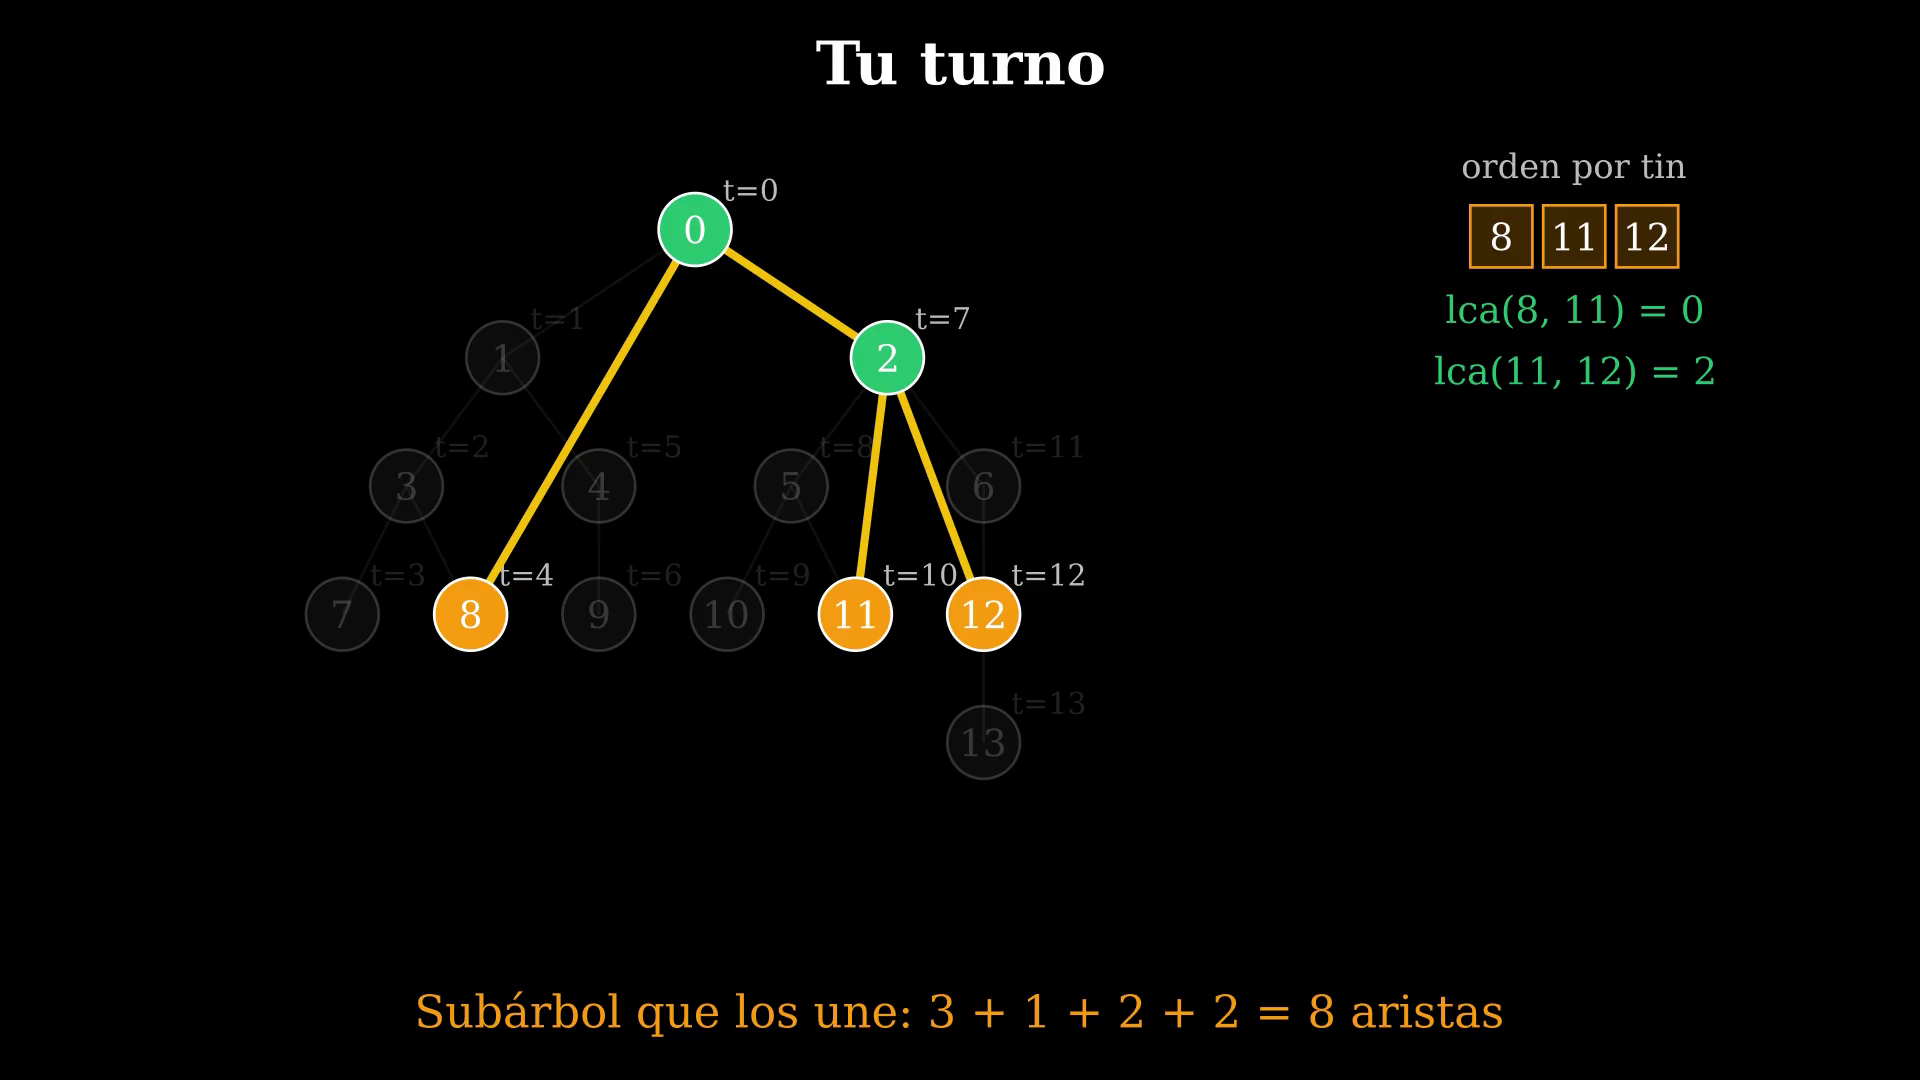 Tu turno
orden por tin
8 11 12
lca(8, 11) = 0
lca(11, 12) = 2
t=0
0
t=1
t=7
1
2
t=2
t=5
t=8
t=11
3
4
5
6
t=3
t=4
t=6
t=9
t=10
t=12
7
8
9
10
11
12
t=13
13
Subárbol que los une: 3 + 1 + 2 + 2 = 8 aristas